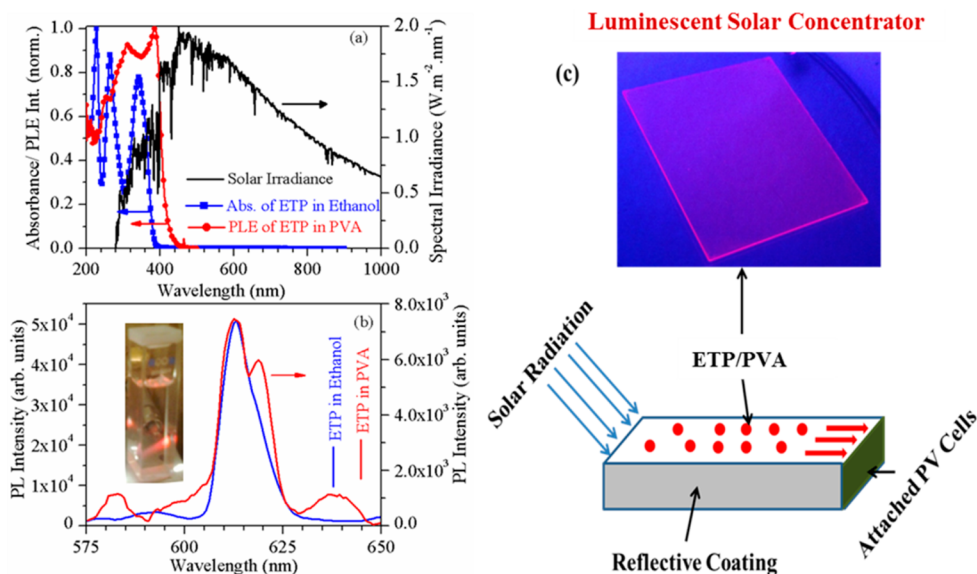 Luminescent Solar Concentrator
(a)
Absorbance/ PLE Int. (norm.)
1.0
0.8
0.6
0.4
0.2
0.0
Solar Irradiance
Abs. of ETP in Ethanol
PLE of ETP in PVA
2.0
1.5
1.0
0.5
0.0
Spectral Irradiance (W.m⁻².nm⁻¹)
200 400 600 800 1000
Wavelength (nm)
(b)
PL Intensity (arb. units)
5x10⁴
4x10⁴
3x10⁴
2x10⁴
1x10⁴
0
ETP in Ethanol
ETP in PVA
8.0x10³
6.0x10³
4.0x10³
2.0x10³
0.0
PL Intensity (arb. units)
575 600 625 650
Wavelength (nm)
(c)
Solar Radiation
ETP/PVA
Attached PV Cells
Reflective Coating